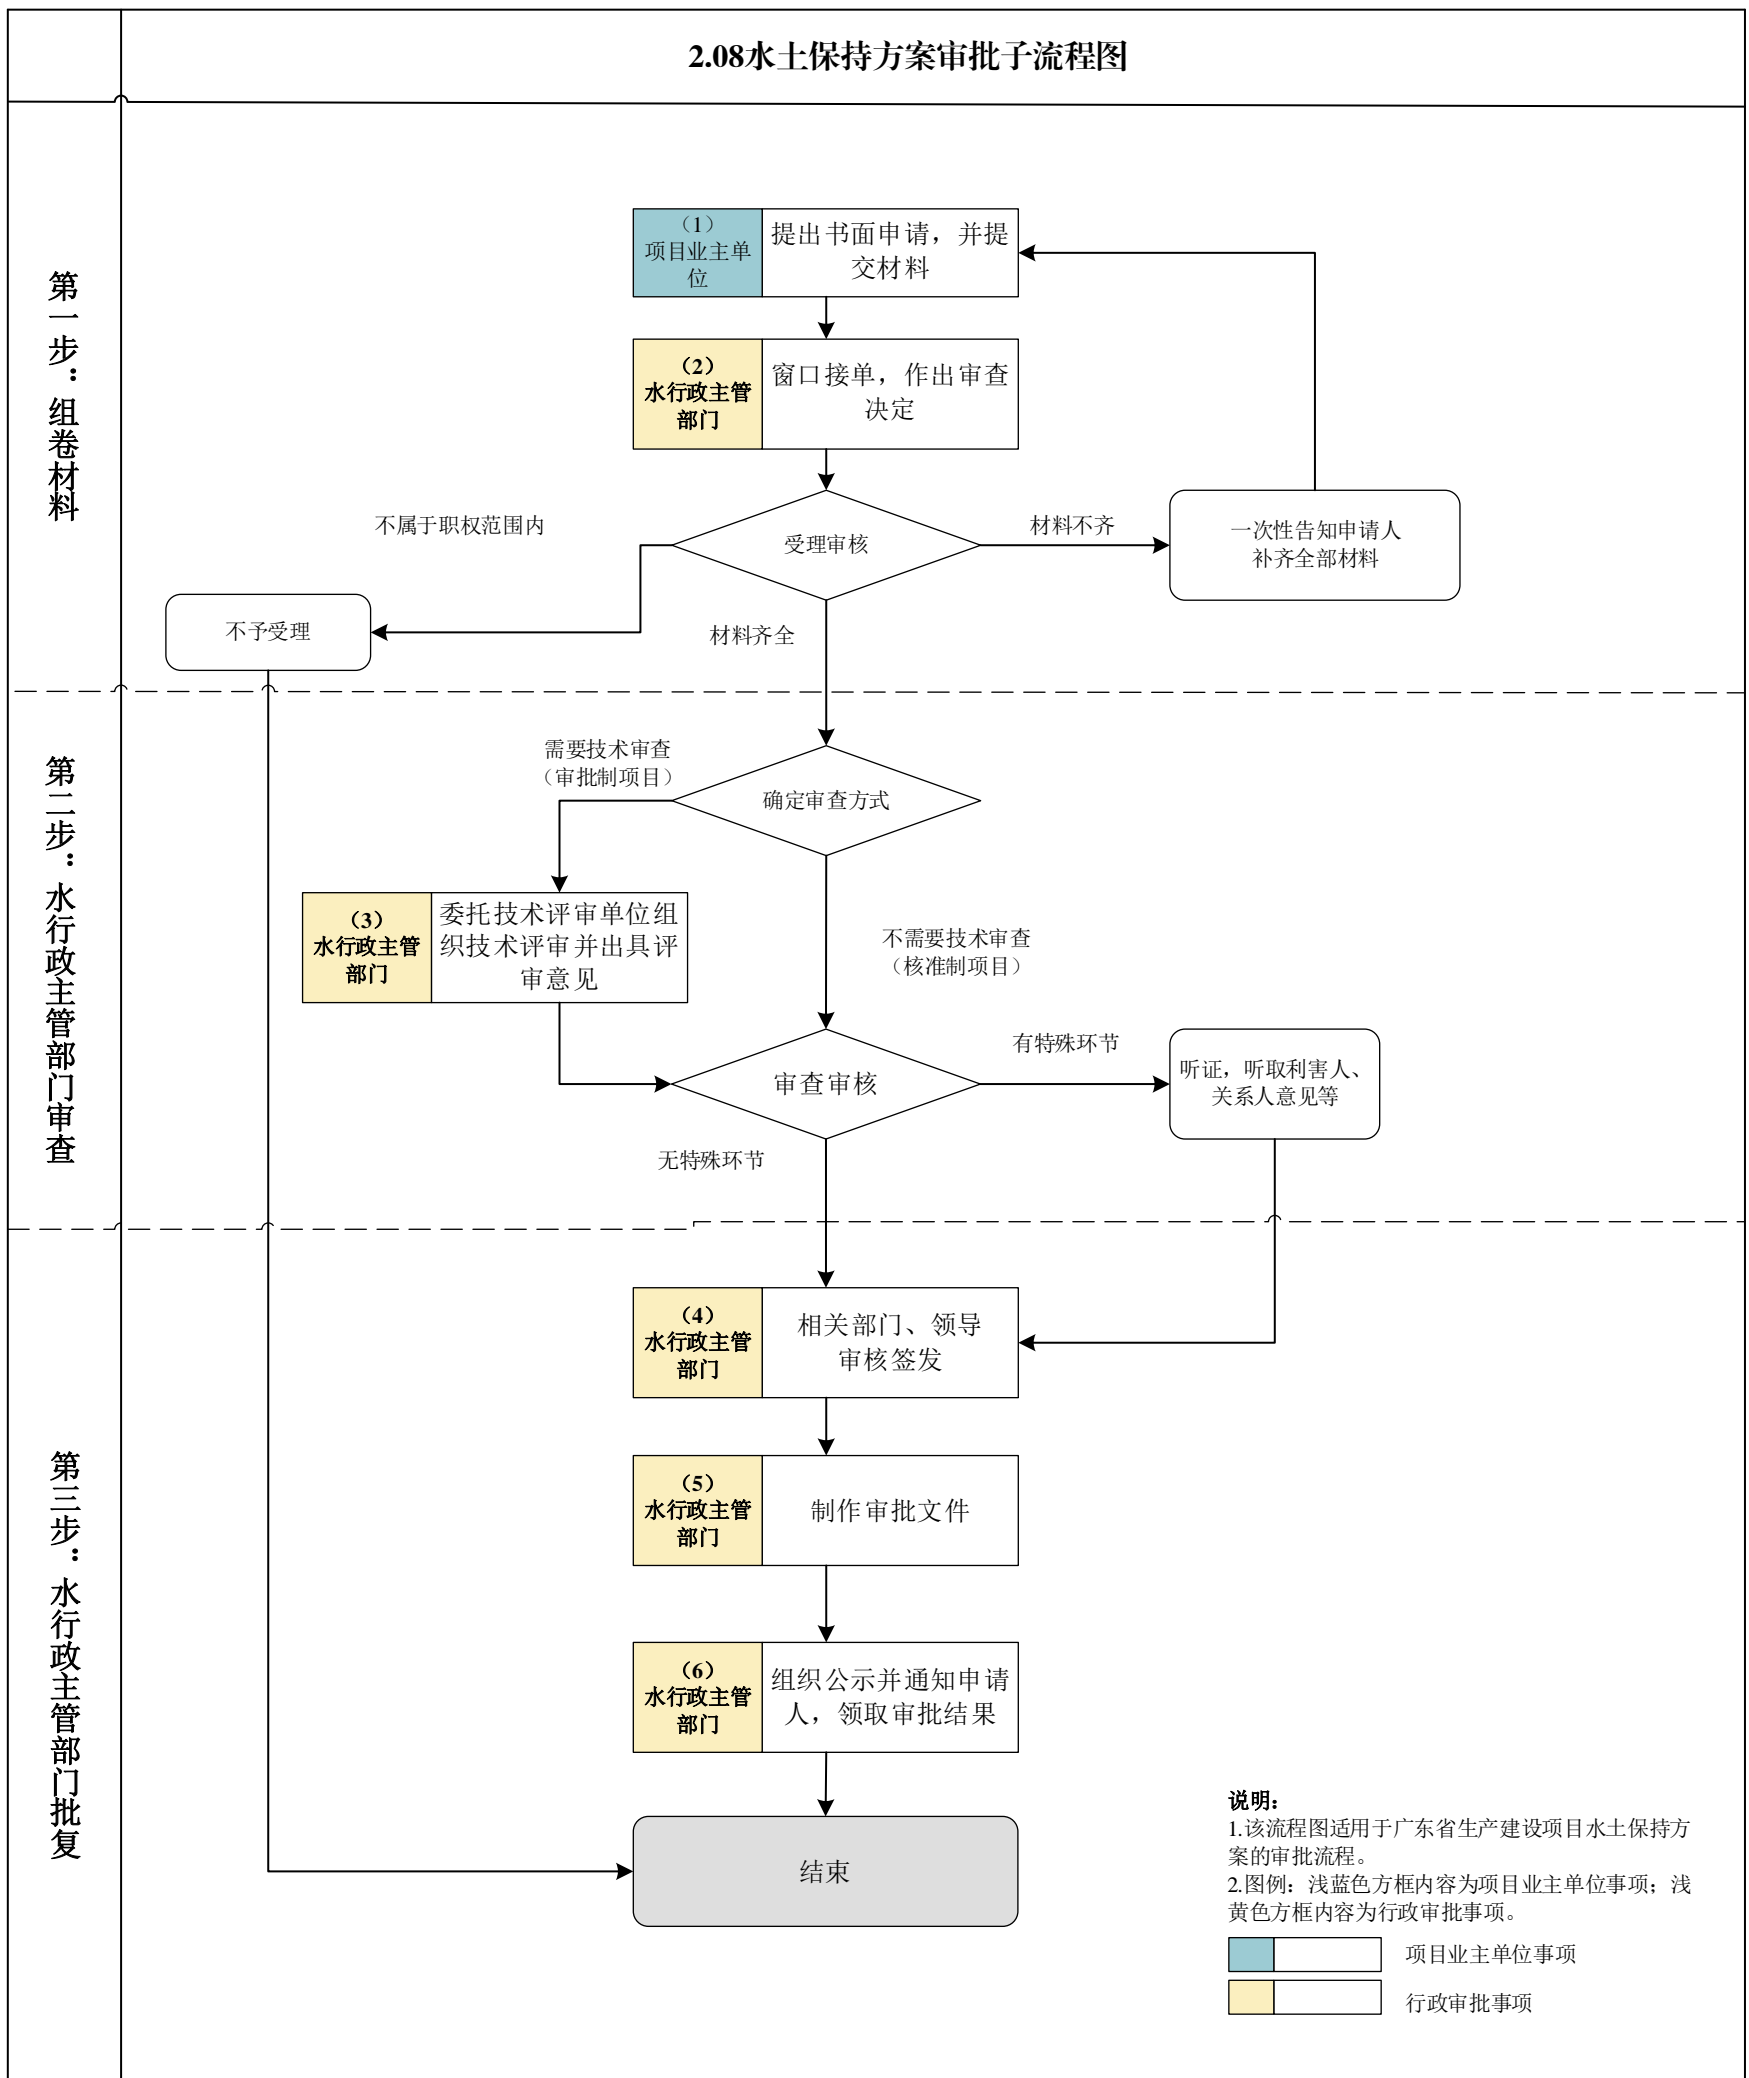 2.08水土保持方案审批子流程图
第一步：组卷材料
（1）
项目业主单
位
提出书面申请，并提
交材料
（2）
水行政主管
部门
窗口接单，作出审查
决定
不属于职权范围内
受理审核
材料不齐
一次性告知申请人
补齐全部材料
不予受理
材料齐全
第二步：水行政主管部门审查
需要技术审查
（审批制项目）
确定审查方式
（3）
水行政主管
部门
委托技术评审单位组
织技术评审并出具评
审意见
不需要技术审查
（核准制项目）
审查审核
有特殊环节
听证，听取利害人、
关系人意见等
无特殊环节
第三步：水行政主管部门批复
（4）
水行政主管
部门
相关部门、领导
审核签发
（5）
水行政主管
部门
制作审批文件
（6）
水行政主管
部门
组织公示并通知申请
人，领取审批结果
结束
说明：
1.该流程图适用于广东省生产建设项目水土保持方
案的审批流程。
2.图例：浅蓝色方框内容为项目业主单位事项；浅
黄色方框内容为行政审批事项。
项目业主单位事项
行政审批事项